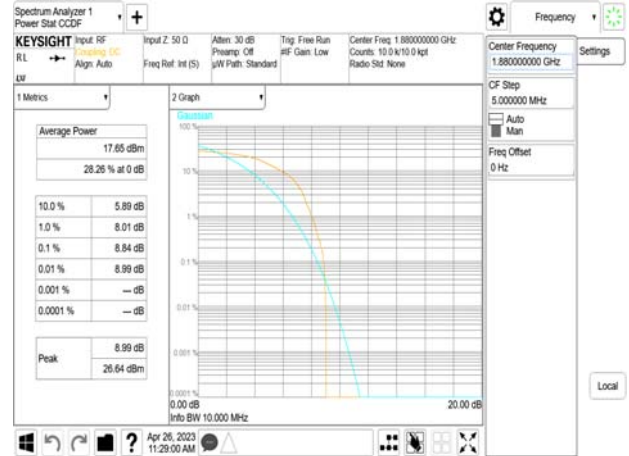 Spectrum Analyzer 1
Power Stat CCDF
Frequency
KEYSIGHT
RL
Input: RF
Coupling: DC
Align: Auto
Input Z: 50 Ω
Freq Ref: Int (S)
Atten: 30 dB
Preamp: Off
µW Path: Standard
Trig: Free Run
#IF Gain: Low
Center Freq: 1.880000000 GHz
Counts: 10.0 k/10.0 kpt
Radio Std: None
Center Frequency
1.880000000 GHz
Settings
CF Step
5.000000 MHz
Auto
Man
Freq Offset
0 Hz
Local
1 Metrics
Average Power
17.65 dBm
28.26 % at 0 dB
10.0 % 5.89 dB
1.0 % 8.01 dB
0.1 % 8.84 dB
0.01 % 8.99 dB
0.001 % --- dB
0.0001 % --- dB
Peak 8.99 dB
26.64 dBm
2 Graph
Gaussian
100 %
10 %
1 %
0.1 %
0.01 %
0.001 %
0.0001 %
0.00 dB
20.00 dB
Info BW 10.000 MHz
Apr 26, 2023
11:29:00 AM